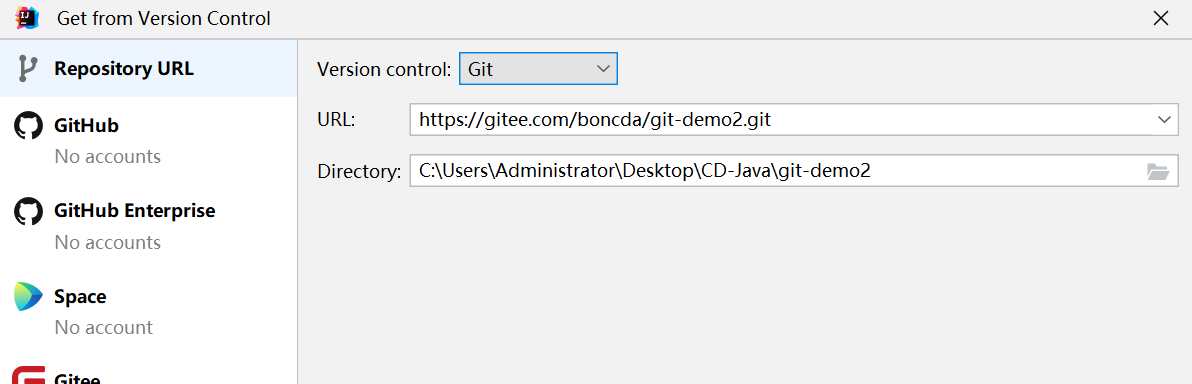 Get from Version Control
Repository URL
GitHub
No accounts
GitHub Enterprise
No accounts
Space
No account
Gitee
Version control: Git
URL: https://gitee.com/boncda/git-demo2.git
Directory: C:\Users\Administrator\Desktop\CD-Java\git-demo2